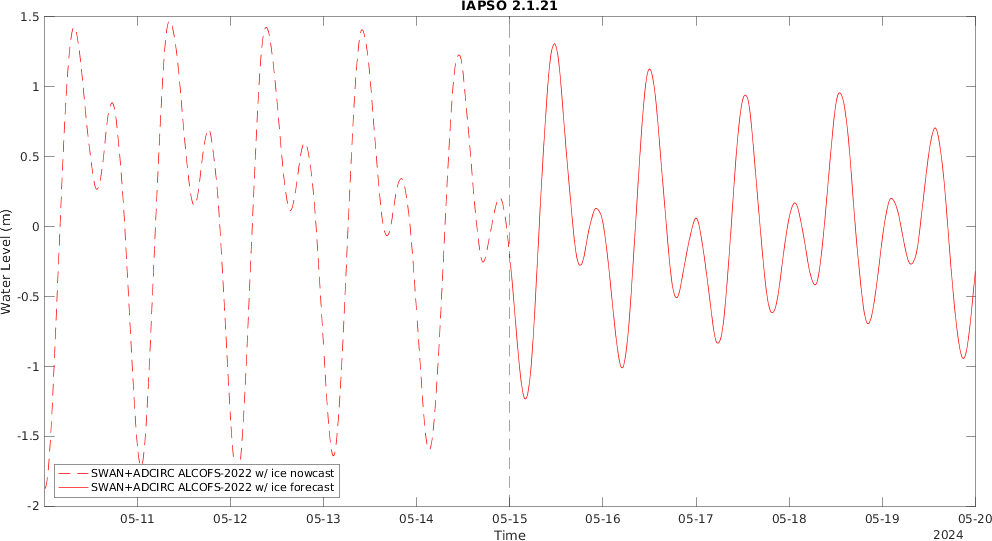 IAPSO 2.1.21
1.5
1
0.5
0
-0.5
-1
-1.5
-2
Water Level (m)
SWAN+ADCIRC ALCOFS-2022 w/ ice nowcast
SWAN+ADCIRC ALCOFS-2022 w/ ice forecast
05-11 05-12 05-13 05-14 05-15 05-16 05-17 05-18 05-19 05-20
Time
2024